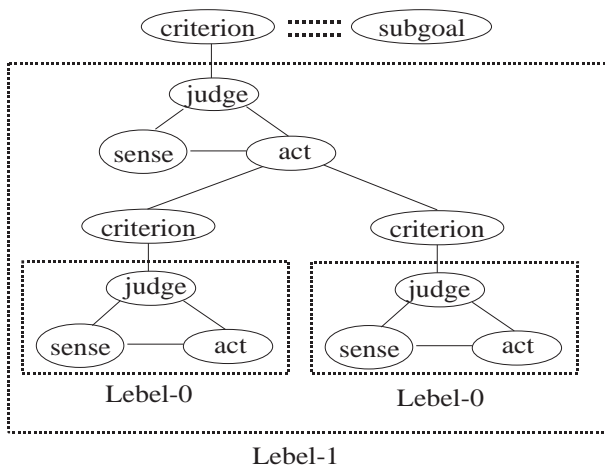 criterion subgoal
judge
sense act
criterion criterion
judge judge
sense act sense act
Lebel-0 Lebel-0
Lebel-1